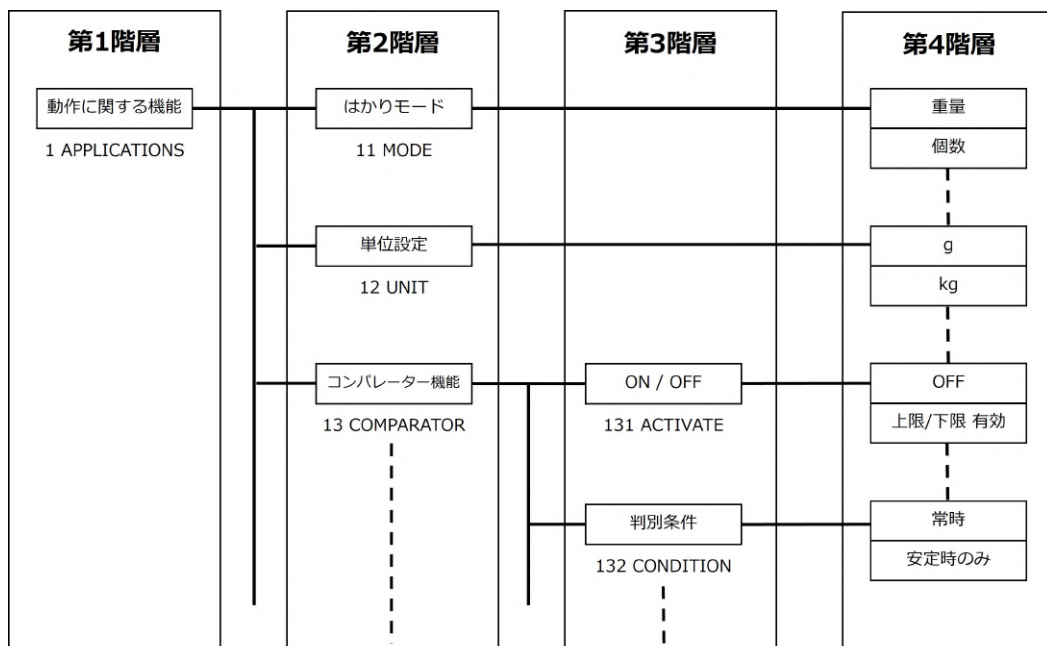 第1階層
第2階層
第3階層
第4階層
動作に関する機能
1 APPLICATIONS
はかりモード
11 MODE
重量
個数
単位設定
12 UNIT
g
kg
コンパレーター機能
13 COMPARATOR
ON / OFF
131 ACTIVATE
OFF
上限/下限 有効
判別条件
132 CONDITION
常時
安定時のみ